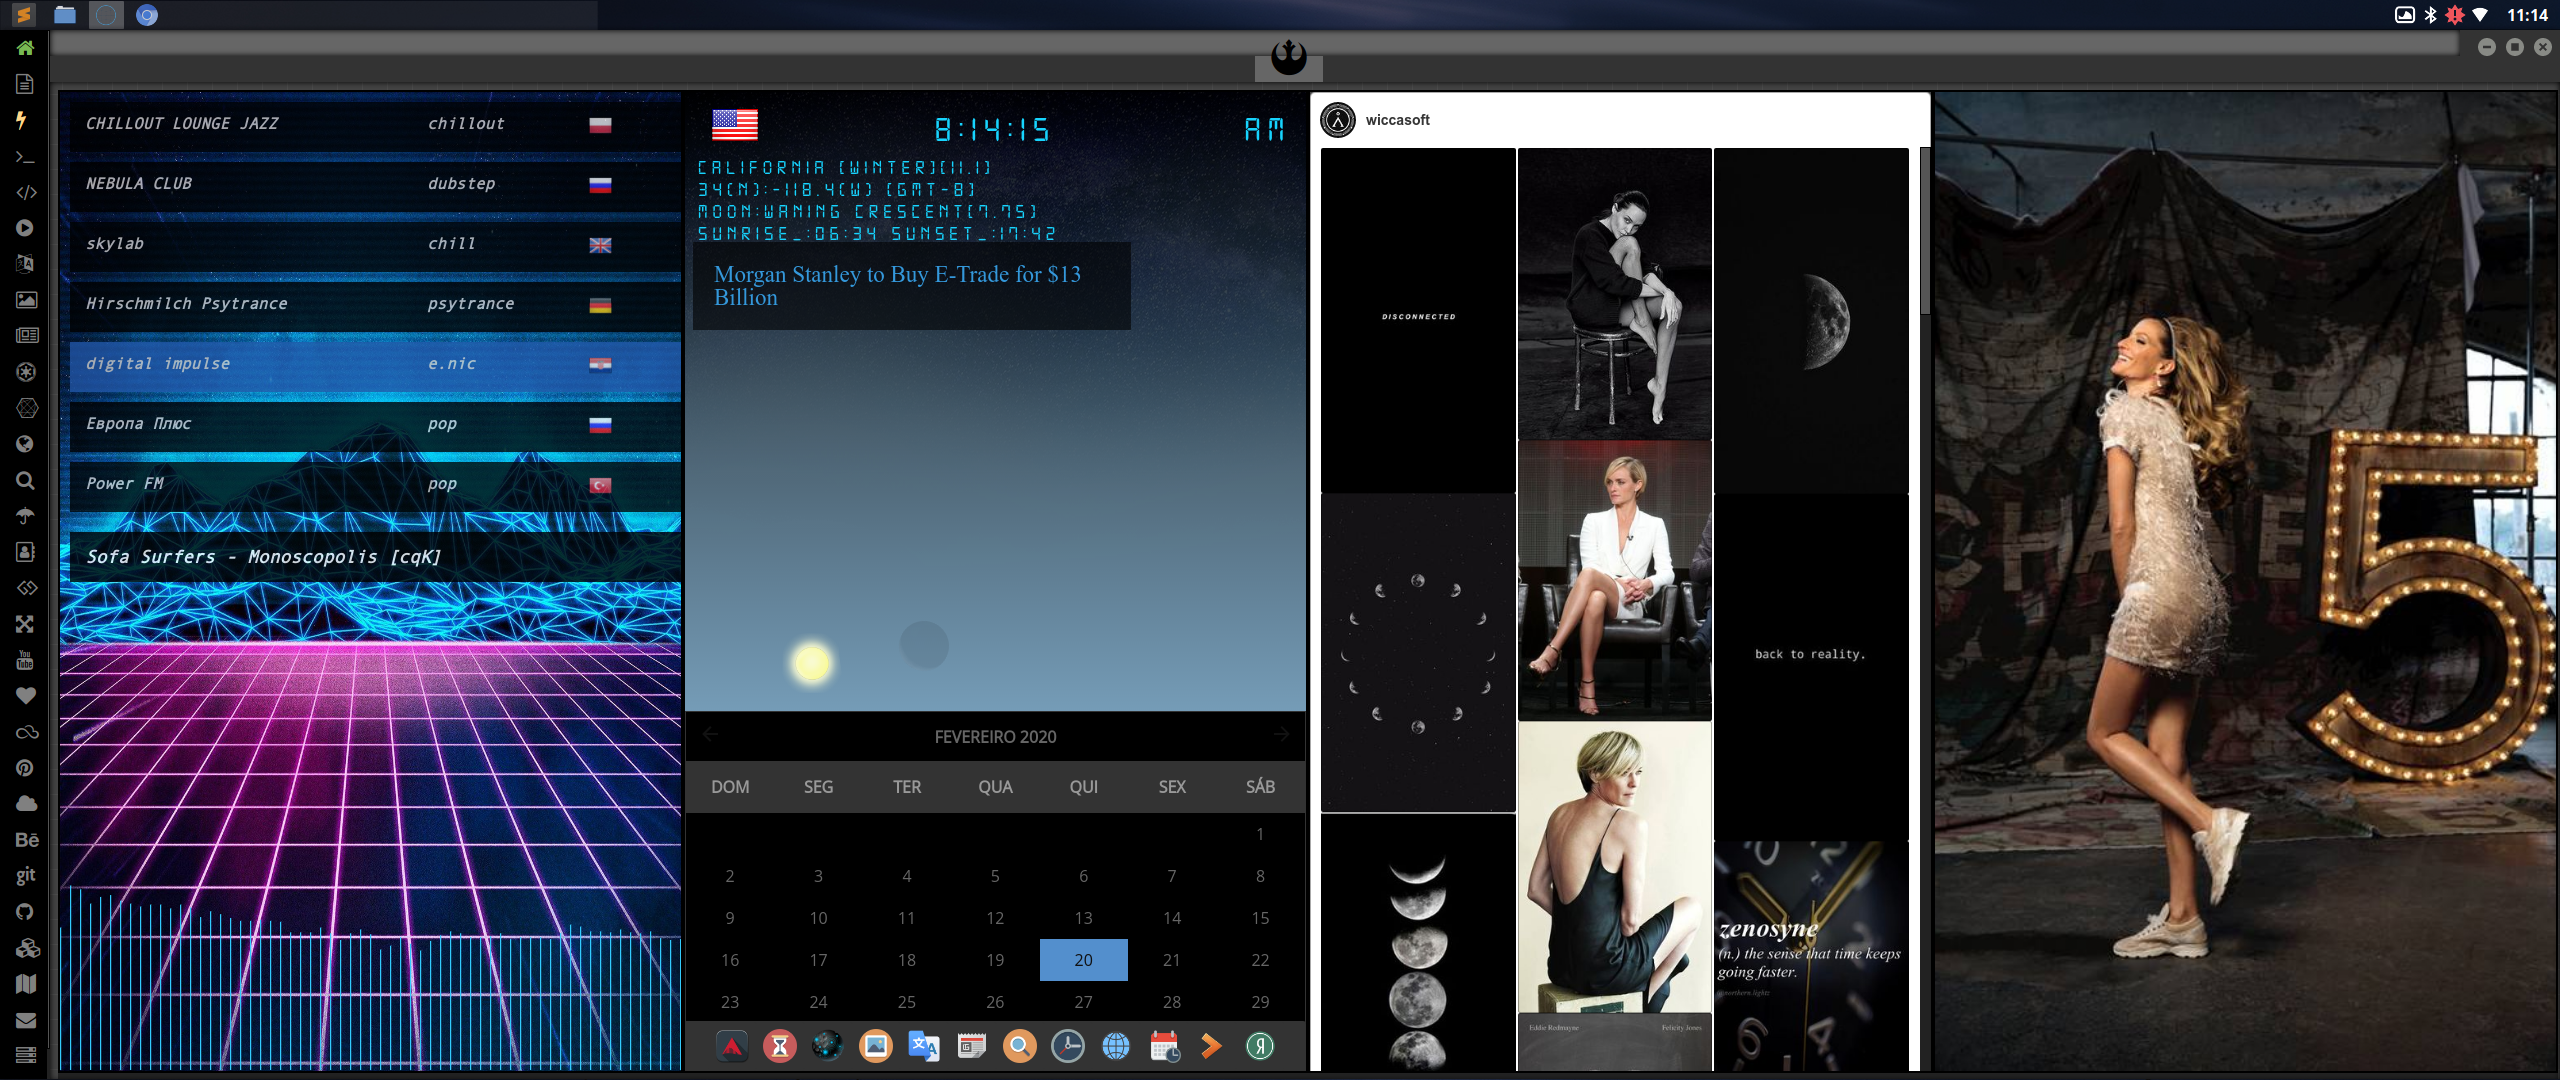 11:14
CHILLOUT LOUNGE JAZZ chillout
NEBULA CLUB dubstep
skylab chill
Hirschmilch Psytrance psytrance
digital impulse e.nic
Европа Плюс pop
Power FM pop
Sofa Surfers - Monoscopolis [cqK]
You Tube
Bē
git
8:14:15 AM
CALIFORNIA (WINTER)(11.1)
34(N):-118.4(W) (GMT-8)
MOON:WANING CRESCENT(7.75)
SUNRISE_:06:34 SUNSET_:17:42
Morgan Stanley to Buy E-Trade for $13
Billion
FEVEREIRO 2020
DOM SEG TER QUA QUI SEX SÁB
1
2 3 4 5 6 7 8
9 10 11 12 13 14 15
16 17 18 19 20 21 22
23 24 25 26 27 28 29
wiccasoft
DISCONNECTED
back to reality.
zenosyne
(n.) the sense that time keeps
going faster.
Eddie Redmayne Felicity Jones
5